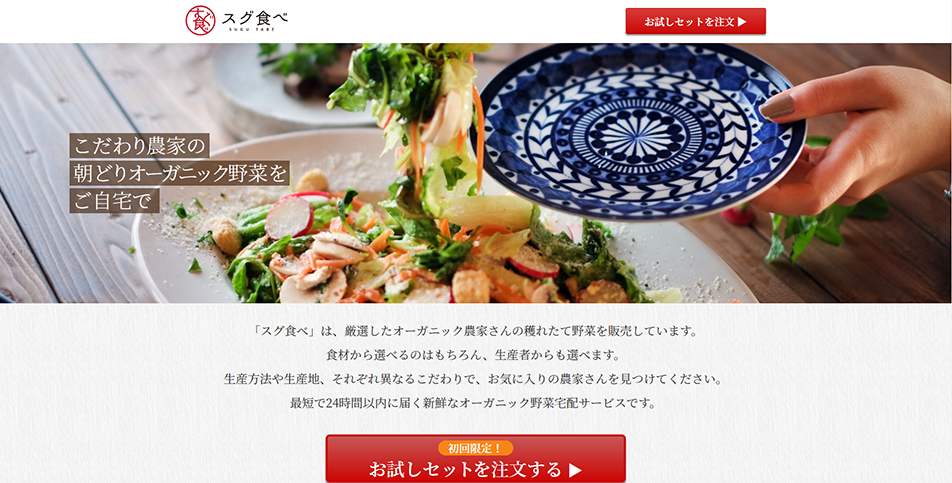 スグ食べ
SUGU TABE
お試しセットを注文 ▶
こだわり農家の
朝どりオーガニック野菜を
ご自宅で
「スグ食べ」は、厳選したオーガニック農家さんの穫れたて野菜を販売しています。
食材から選べるのはもちろん、生産者からも選べます。
生産方法や生産地、それぞれ異なるこだわりで、お気に入りの農家さんを見つけてください。
最短で24時間以内に届く新鮮なオーガニック野菜宅配サービスです。
初回限定！
お試しセットを注文する ▶